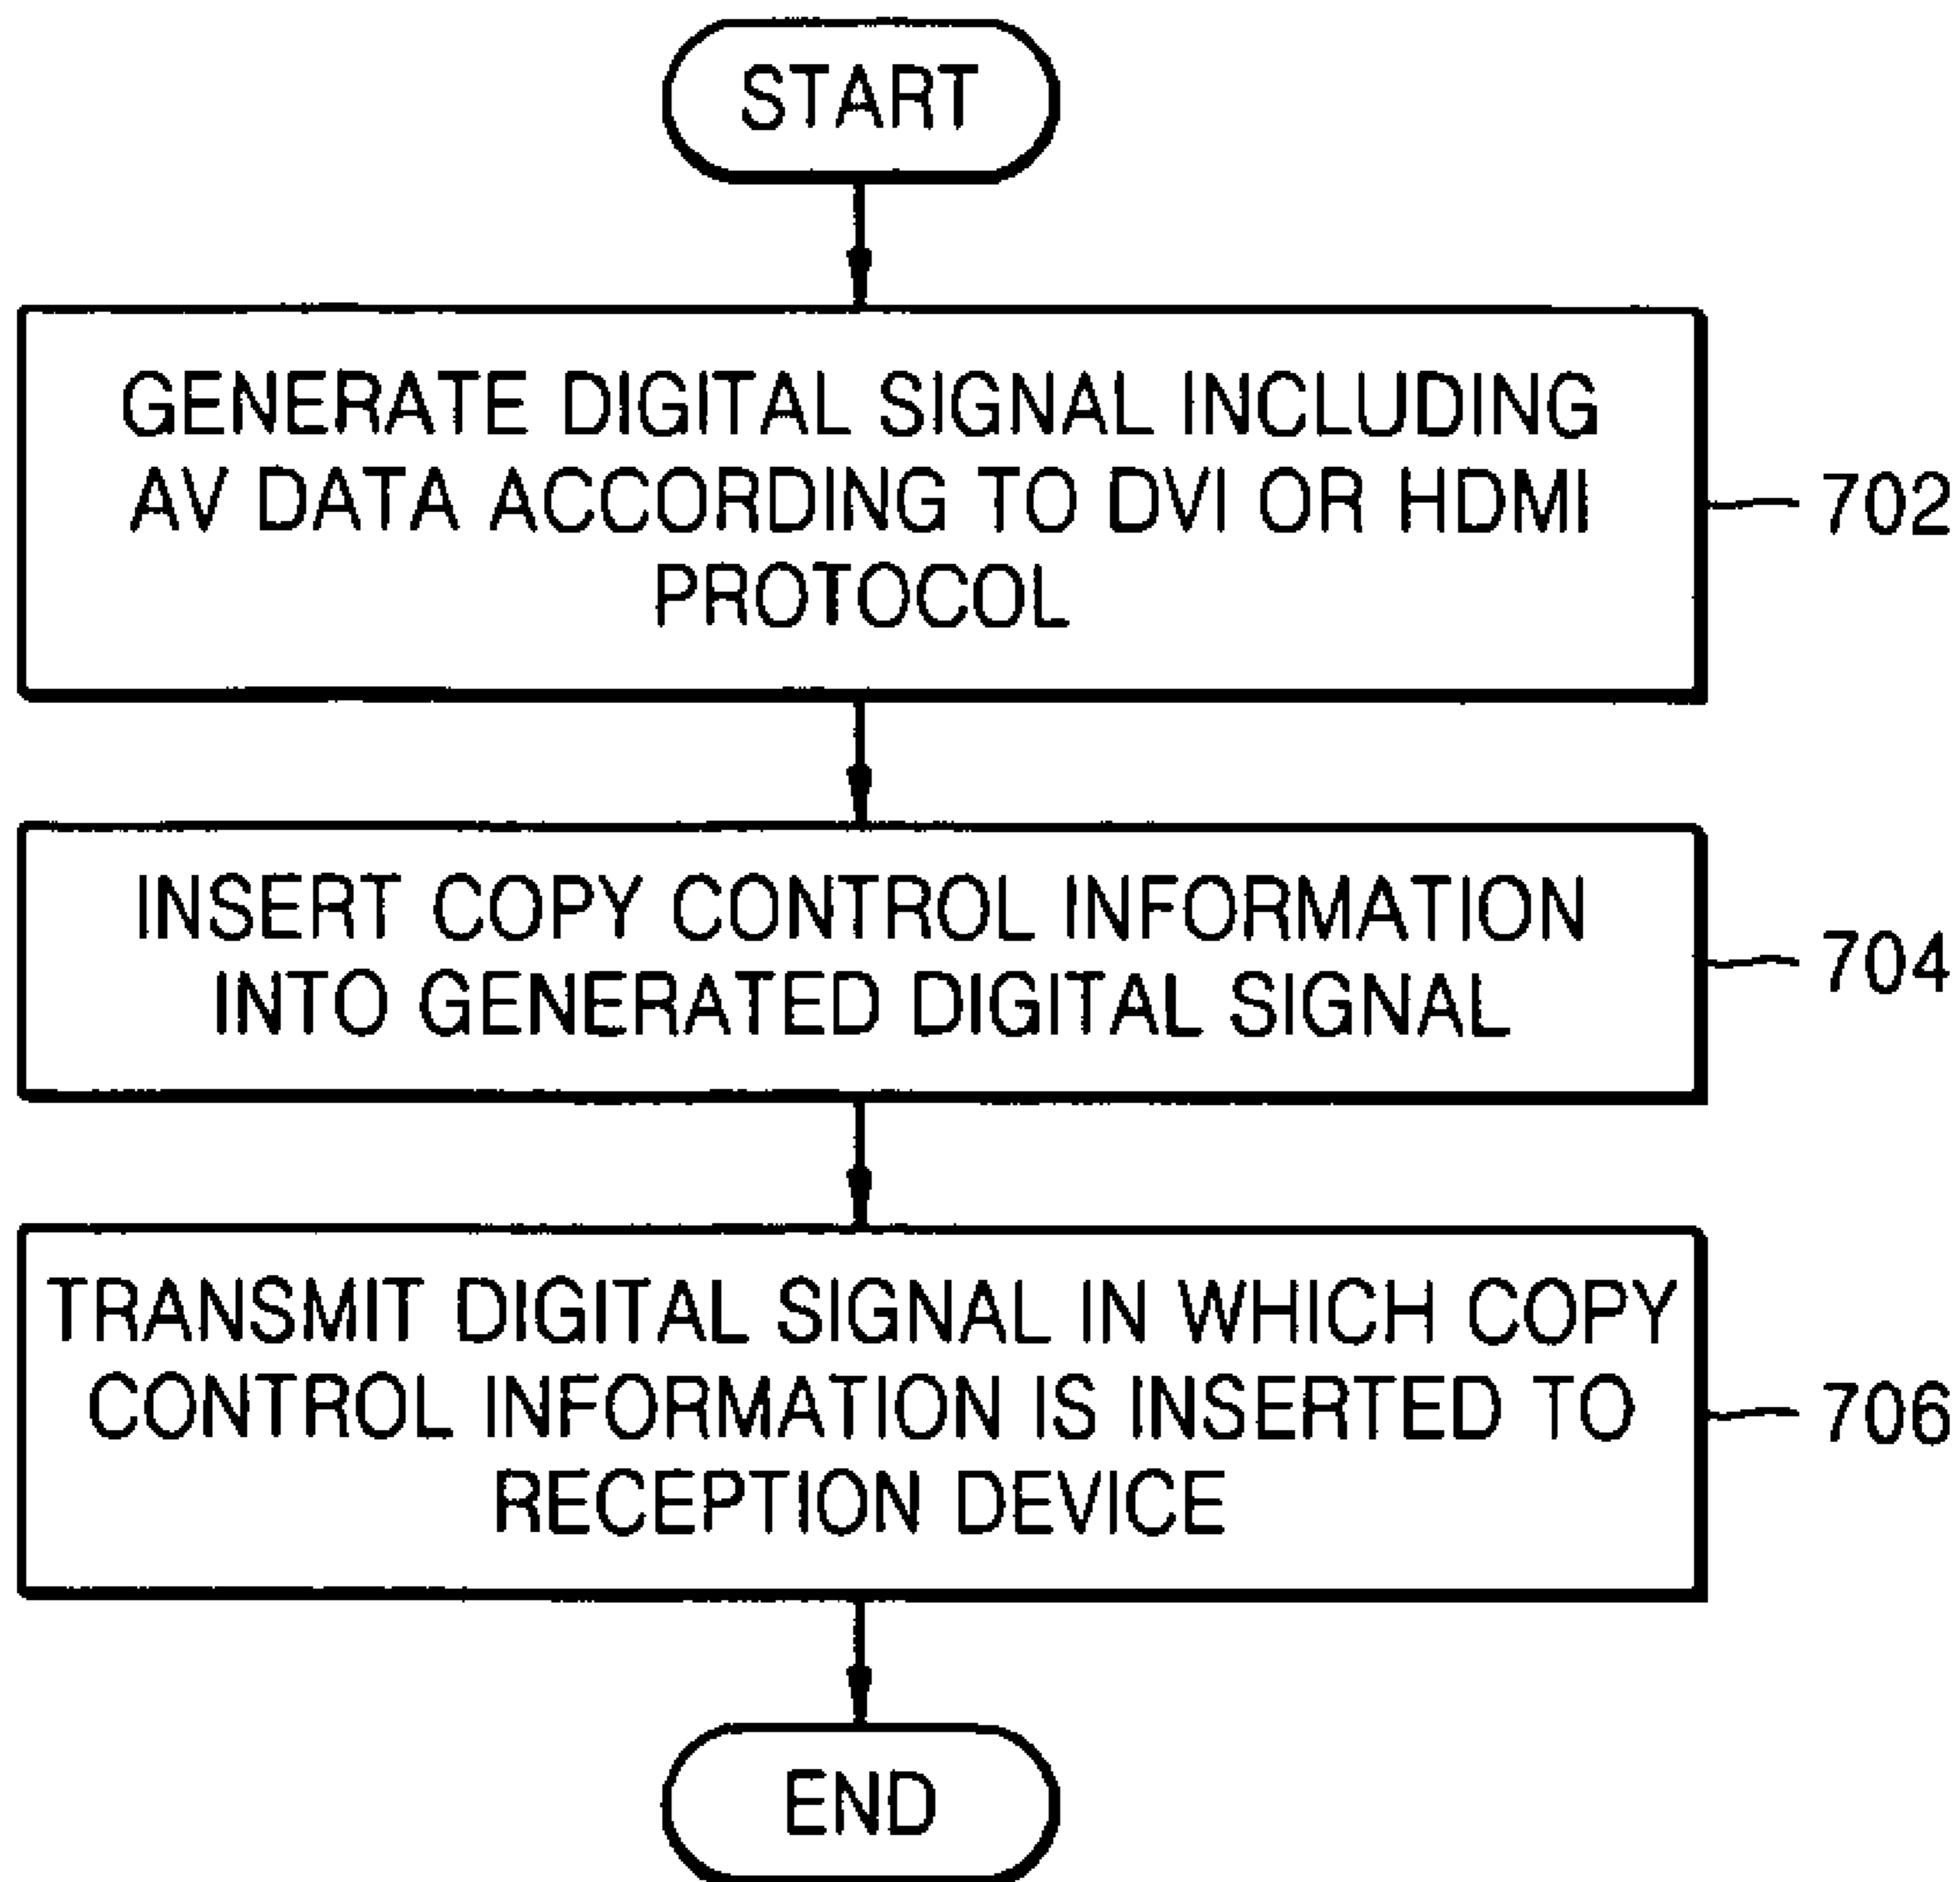 START
GENERATE DIGITAL SIGNAL INCLUDING
AV DATA ACCORDING TO DVI OR HDMI
PROTOCOL
702
INSERT COPY CONTROL INFORMATION
INTO GENERATED DIGITAL SIGNAL
704
TRANSMIT DIGITAL SIGNAL IN WHICH COPY
CONTROL INFORMATION IS INSERTED TO
RECEPTION DEVICE
706
END